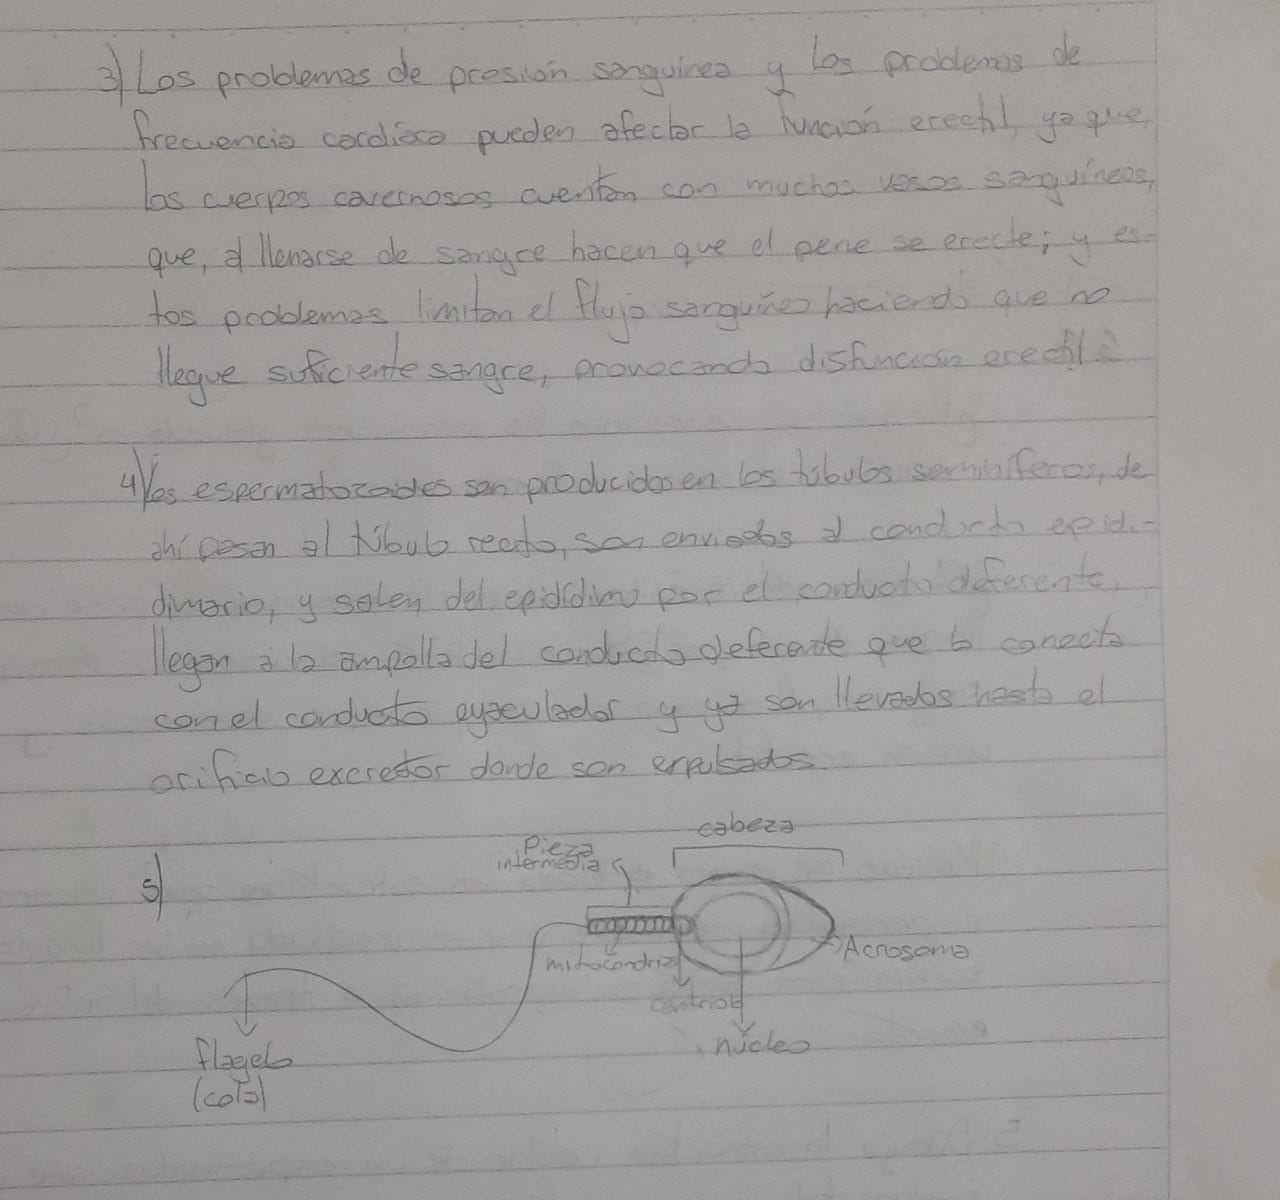 3) Los problemas de presión sanguínea y los problemas de
frecuencia cardíaca pueden afectar la función erectil, ya que,
los cuerpos cavernosos cuentan con muchos vasos sanguíneos,
que, al llenarse de sangre hacen que el pene se erecte; y es-
tos problemas limitan el flujo sanguíneo haciendo que no
llegue suficiente sangre, provocando disfunción erectil
4) Los espermatozoides son producidos en los túbulos seminíferos, de
ahí pasan al túbulo recto, son enviados al conducto epidi-
dimario, y salen del epidídimo por el conducto deferente,
llegan a la ampolla del conducto deferente que lo conecta
con el conducto eyaculador y ya son llevados hasta el
orificio excretor donde son expulsados
5)
cabeza
Pieza
intermedia
mitocondria
Acrosoma
centriolo
núcleo
flagelo
(cola)